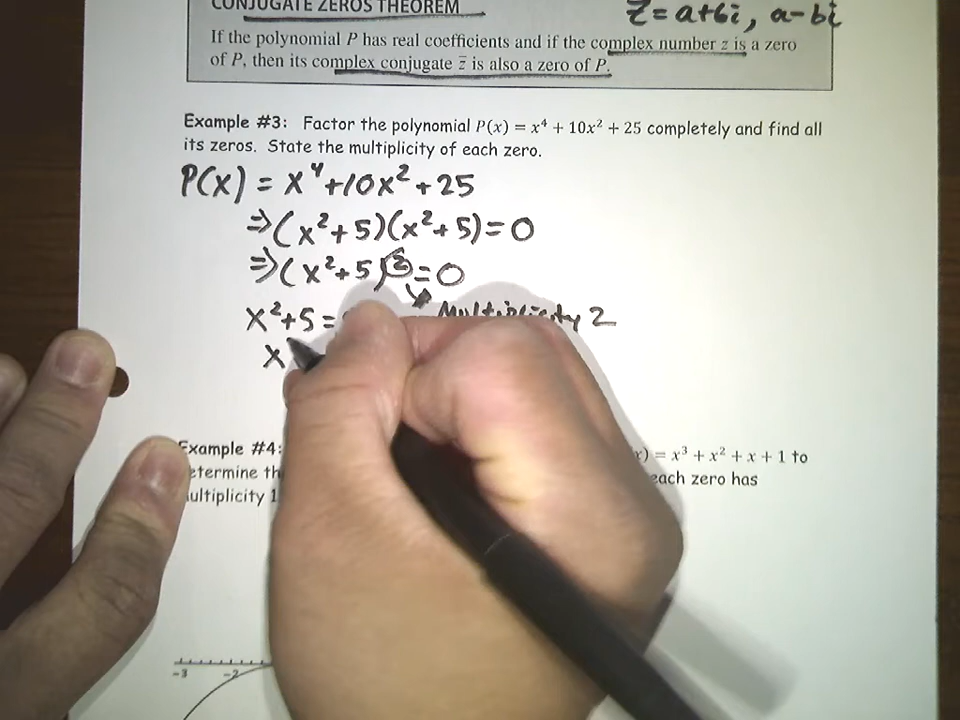 CONJUGATE ZEROS THEOREM
z = a+bi, a-bi
If the polynomial P has real coefficients and if the complex number z is a zero
of P, then its complex conjugate z̅ is also a zero of P.
Example #3: Factor the polynomial P(x) = x⁴ + 10x² + 25 completely and find all
its zeros. State the multiplicity of each zero.
P(x) = x⁴+10x²+25
⇒(x²+5)(x²+5)=0
⇒(x²+5)²=0
x²+5= Multiplicity 2
x
Example #4: x) = x³ + x² + x + 1 to
etermine th each zero has
ultiplicity 1
-3 -2